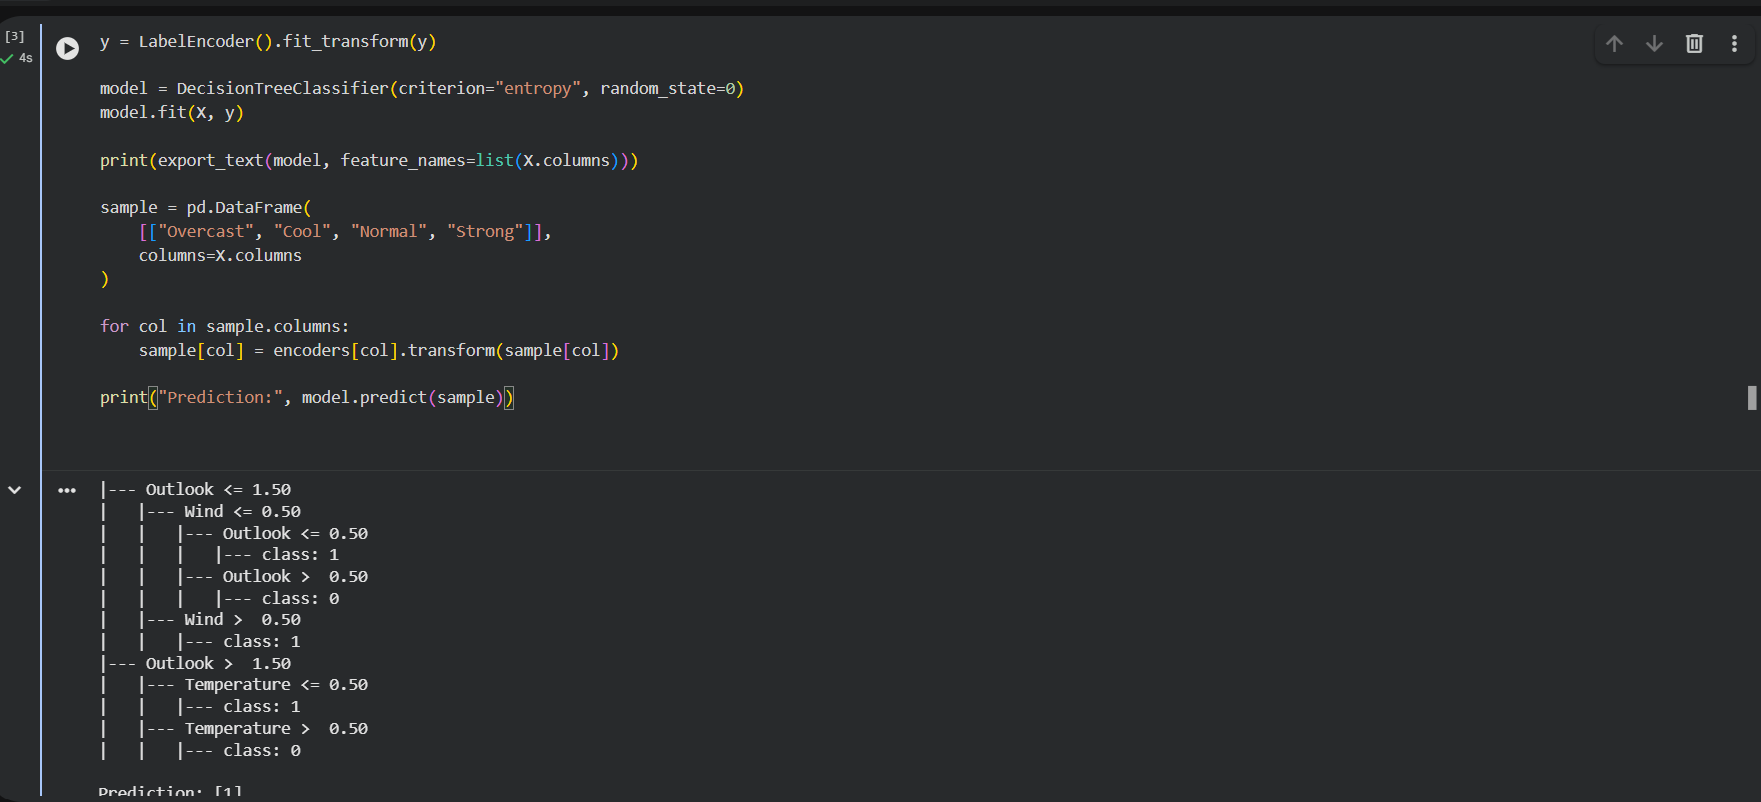 [3]
4s
y = LabelEncoder().fit_transform(y)

model = DecisionTreeClassifier(criterion="entropy", random_state=0)
model.fit(X, y)

print(export_text(model, feature_names=list(X.columns)))

sample = pd.DataFrame(
    [["Overcast", "Cool", "Normal", "Strong"]],
    columns=X.columns
)

for col in sample.columns:
    sample[col] = encoders[col].transform(sample[col])

print("Prediction:", model.predict(sample))

|--- Outlook <= 1.50
|   |--- Wind <= 0.50
|   |   |--- Outlook <= 0.50
|   |   |   |--- class: 1
|   |   |--- Outlook >  0.50
|   |   |   |--- class: 0
|   |--- Wind >  0.50
|   |   |--- class: 1
|--- Outlook >  1.50
|   |--- Temperature <= 0.50
|   |   |--- class: 1
|   |--- Temperature >  0.50
|   |   |--- class: 0

Prediction: [1]